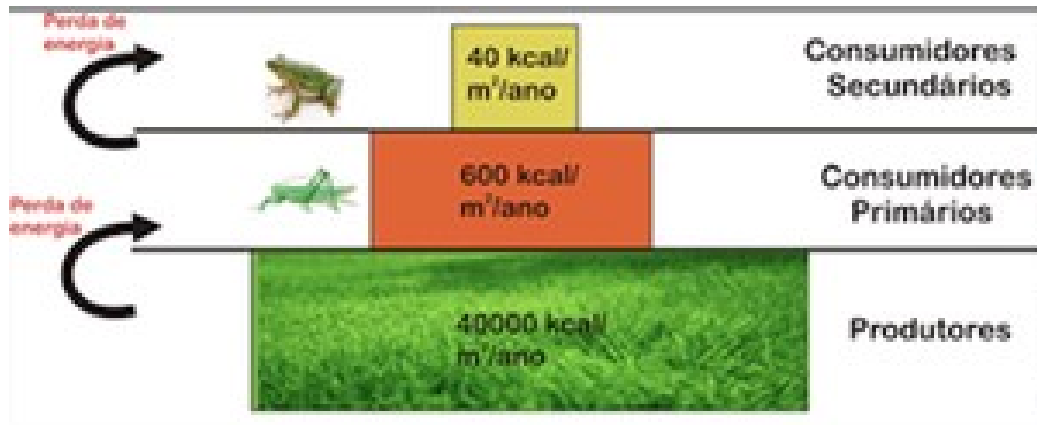 Perda de
energia
40 kcal/
m²/ano
Consumidores
Secundários
Perda de
energia
600 kcal/
m²/ano
Consumidores
Primários
40000 kcal/
m²/ano
Produtores